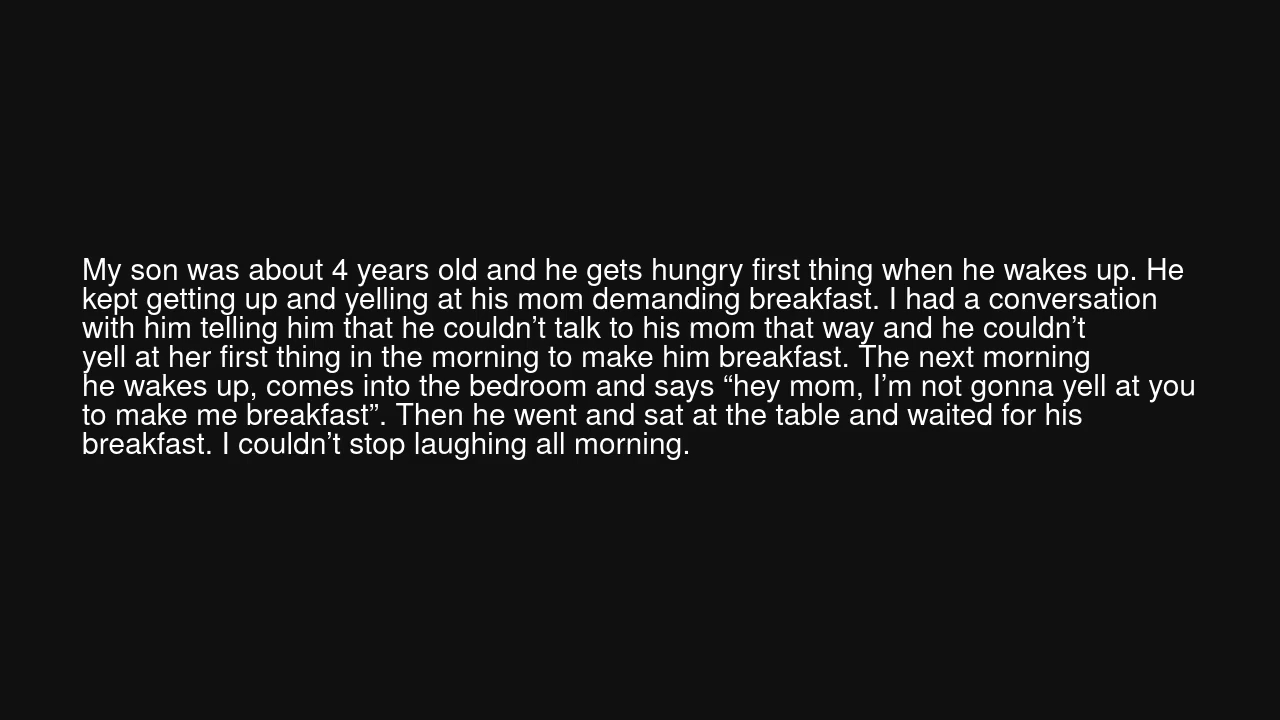 My son was about 4 years old and he gets hungry first thing when he wakes up. He
kept getting up and yelling at his mom demanding breakfast. I had a conversation
with him telling him that he couldn’t talk to his mom that way and he couldn’t
yell at her first thing in the morning to make him breakfast. The next morning
he wakes up, comes into the bedroom and says “hey mom, I’m not gonna yell at you
to make me breakfast”. Then he went and sat at the table and waited for his
breakfast. I couldn’t stop laughing all morning.